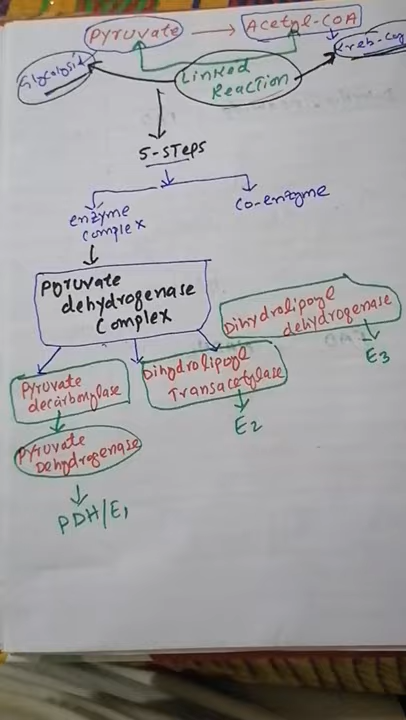 Pyruvate → Acetyl-COA
Glycolysis
Linked
Reaction
Kreb-cy
5-STEPS
enzyme
complex
Co-enzyme
Pyruvate
dehydrogenase
Complex
Dihydrolipoyl
dehydrogenase
E3
Pyruvate
decarboxylase
Dihydrolipoyl
Transacetylase
E2
Pyruvate
Dehydrogenase
PDH/E1